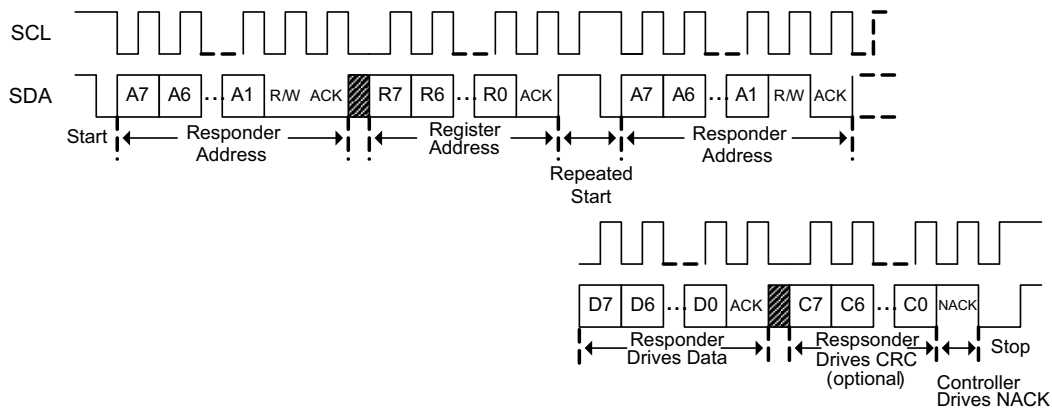 SCL
SDA
A7 A6 ... A1 R/W ACK R7 R6 ... R0 ACK A7 A6 ... A1 R/W ACK
Start
Responder
Address
Register
Address
Repeated
Start
Responder
Address
D7 D6 ... D0 ACK C7 C6 ... C0 NACK
Responder
Drives Data
Respsonder
Drives CRC
(optional)
Stop
Controller
Drives NACK